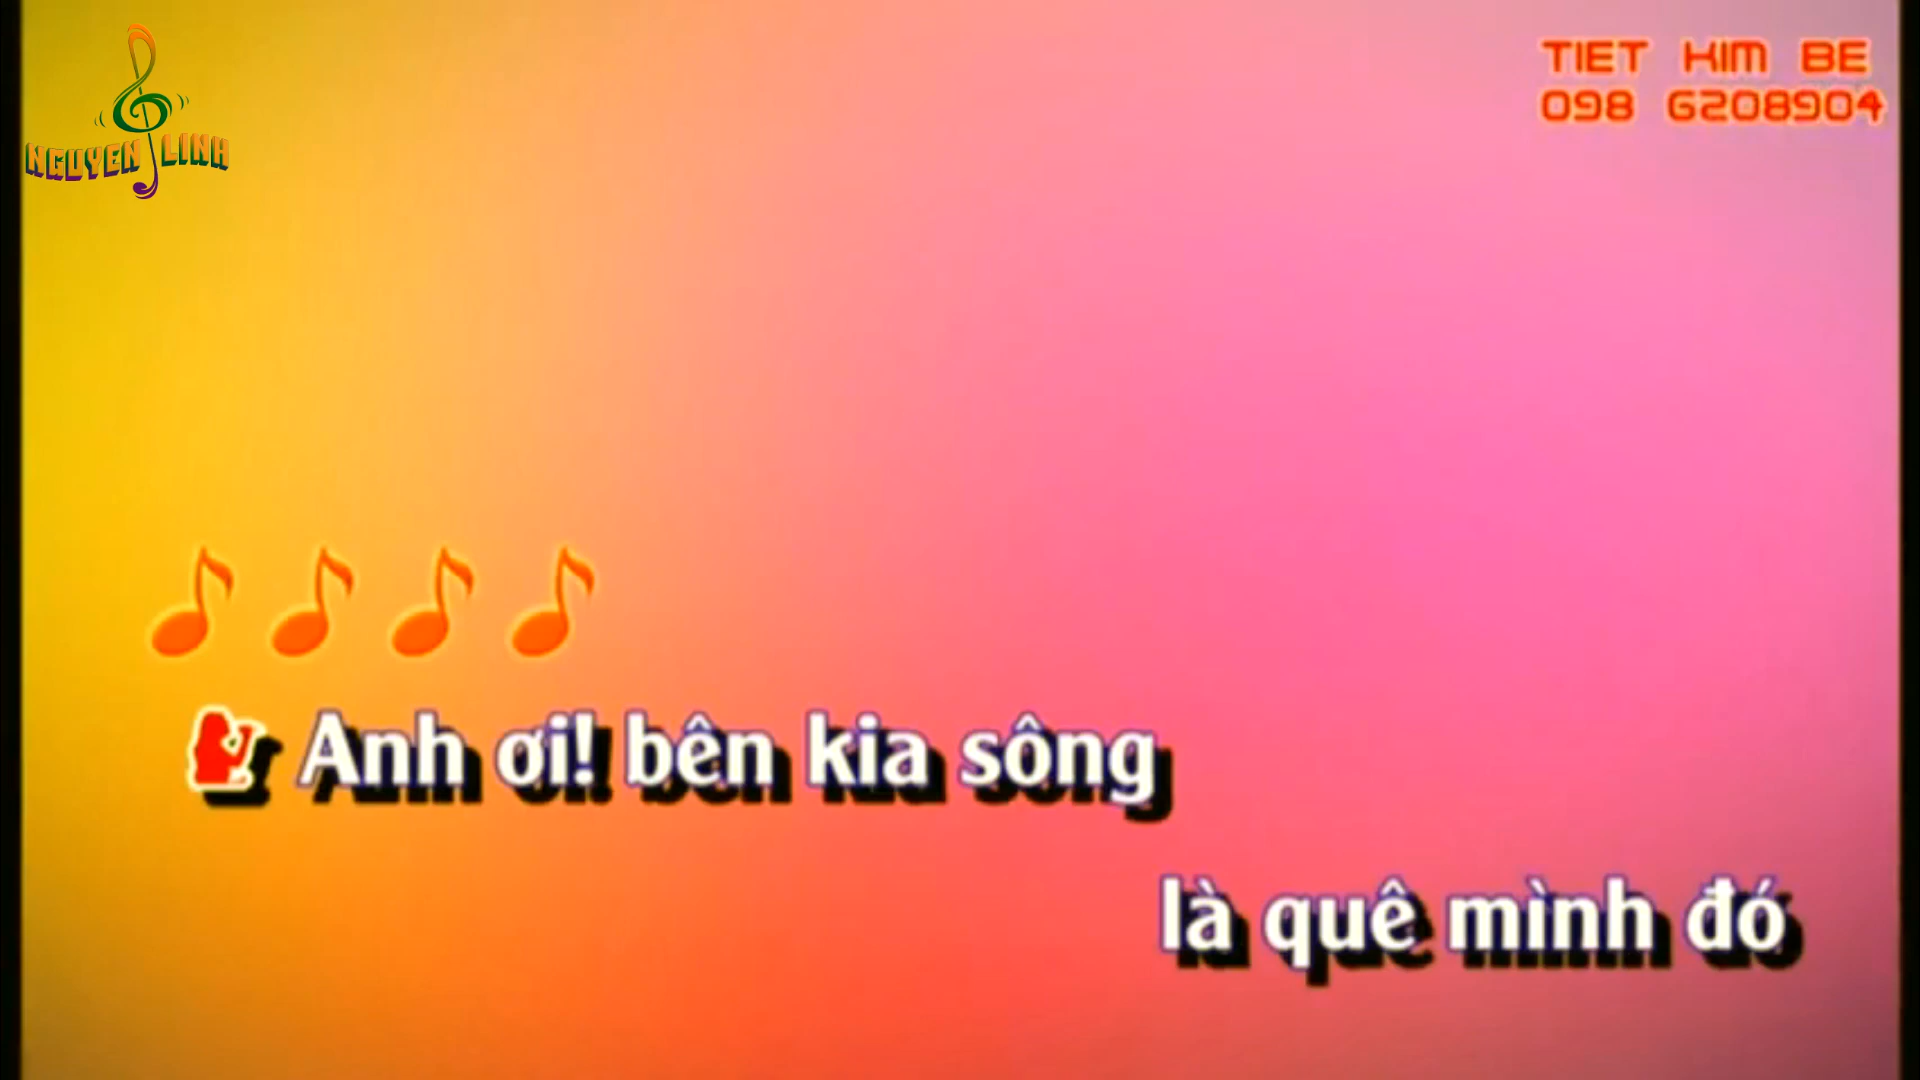 NGUYEN LINH
TIET KIM BE
098 6208904
Anh ơi! bên kia sông
là quê mình đó